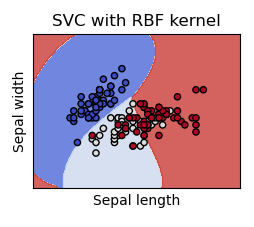 SVC with RBF kernel
Sepal width
Sepal length